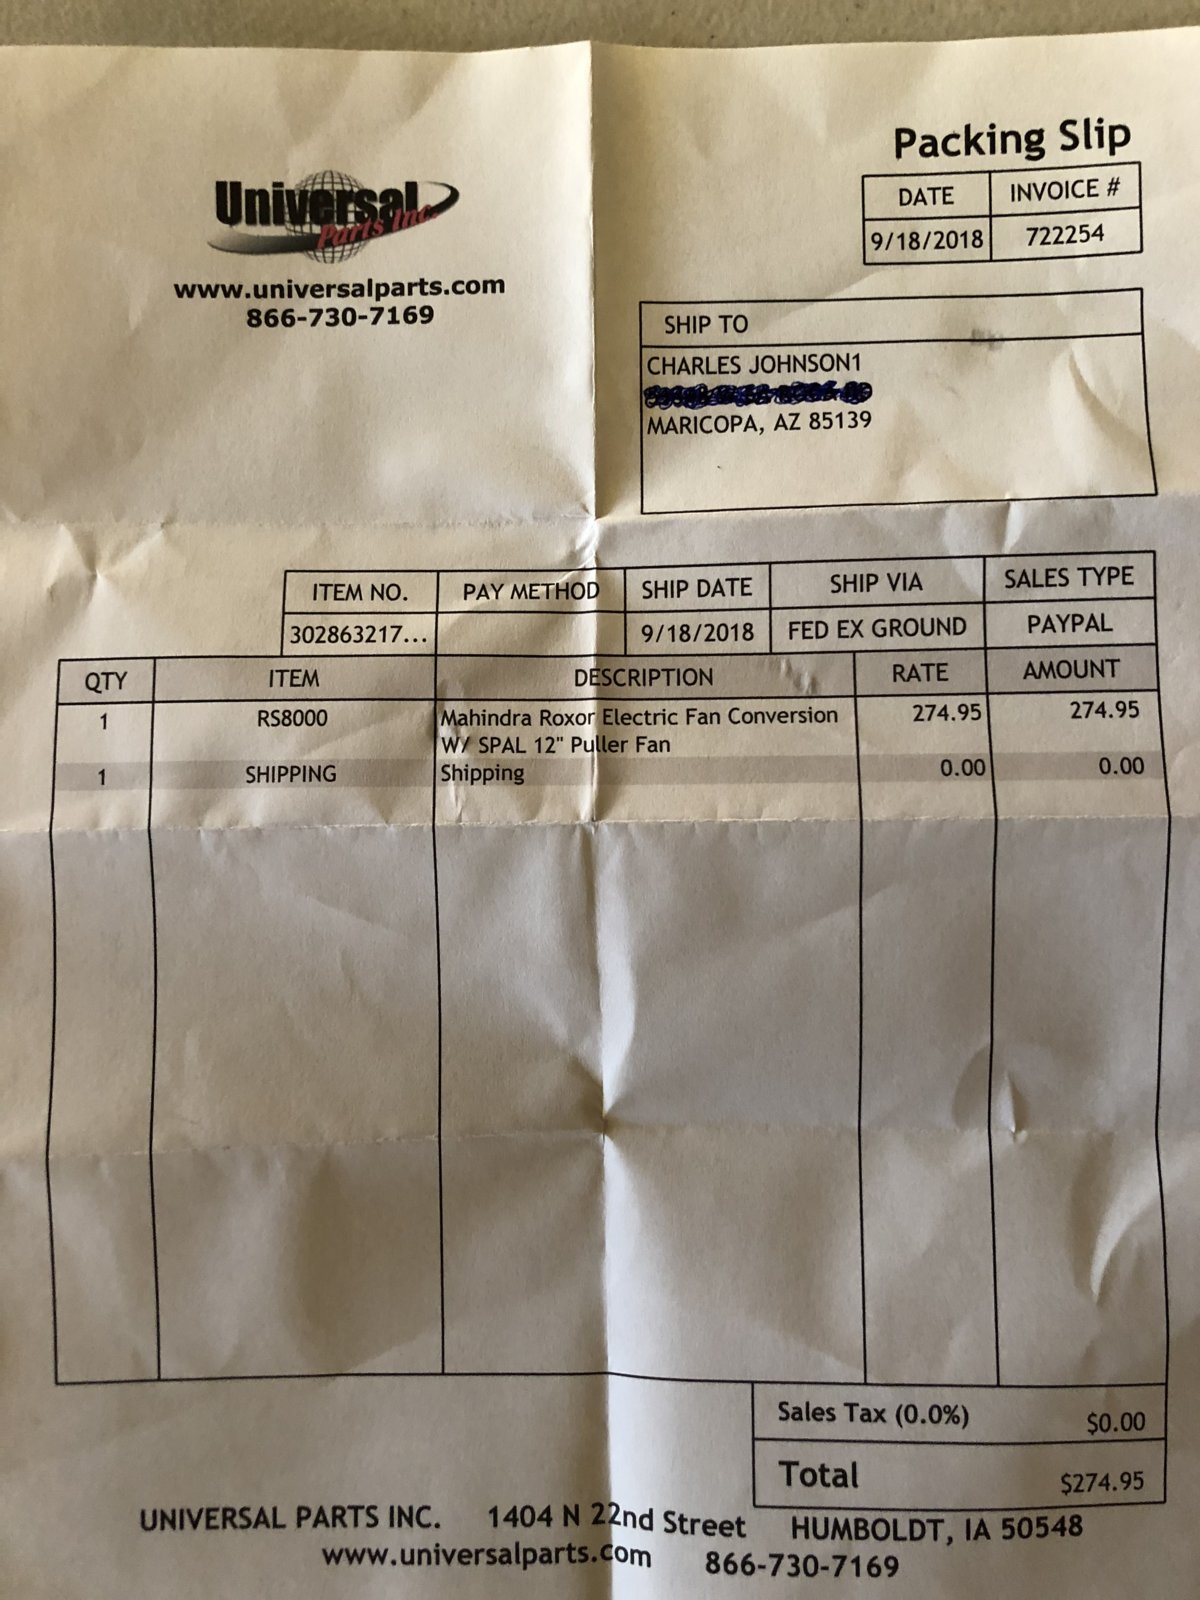 Packing Slip
DATE INVOICE #
9/18/2018 722254
Universal
Parts Inc.
www.universalparts.com
866-730-7169
SHIP TO
CHARLES JOHNSON1
MARICOPA, AZ 85139
ITEM NO. PAY METHOD SHIP DATE SHIP VIA SALES TYPE
302863217... 9/18/2018 FED EX GROUND PAYPAL
QTY ITEM DESCRIPTION RATE AMOUNT
1 RS8000 Mahindra Roxor Electric Fan Conversion 274.95 274.95
W/ SPAL 12" Puller Fan
1 SHIPPING Shipping 0.00 0.00
Sales Tax (0.0%) $0.00
Total $274.95
UNIVERSAL PARTS INC. 1404 N 22nd Street HUMBOLDT, IA 50548
www.universalparts.com 866-730-7169